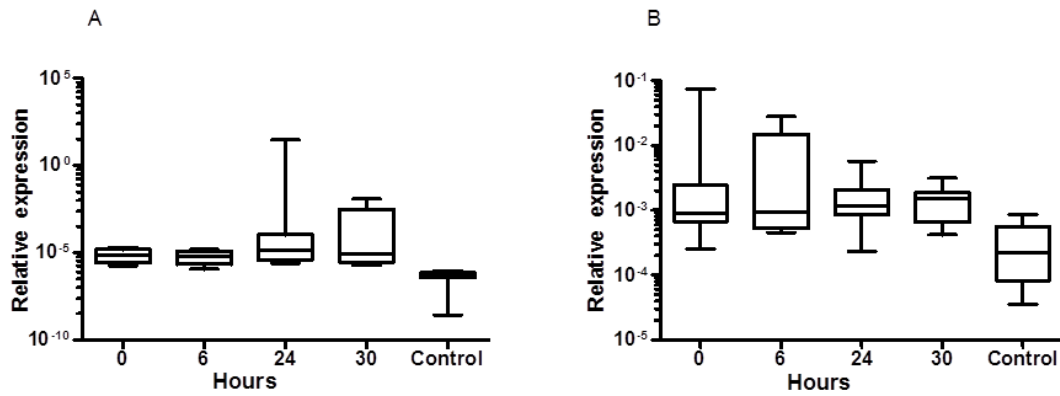 A
Relative expression
10^5
10^0
10^-5
10^-10
0 6 24 30 Control
Hours
B
Relative expression
10^-1
10^-2
10^-3
10^-4
10^-5
0 6 24 30 Control
Hours